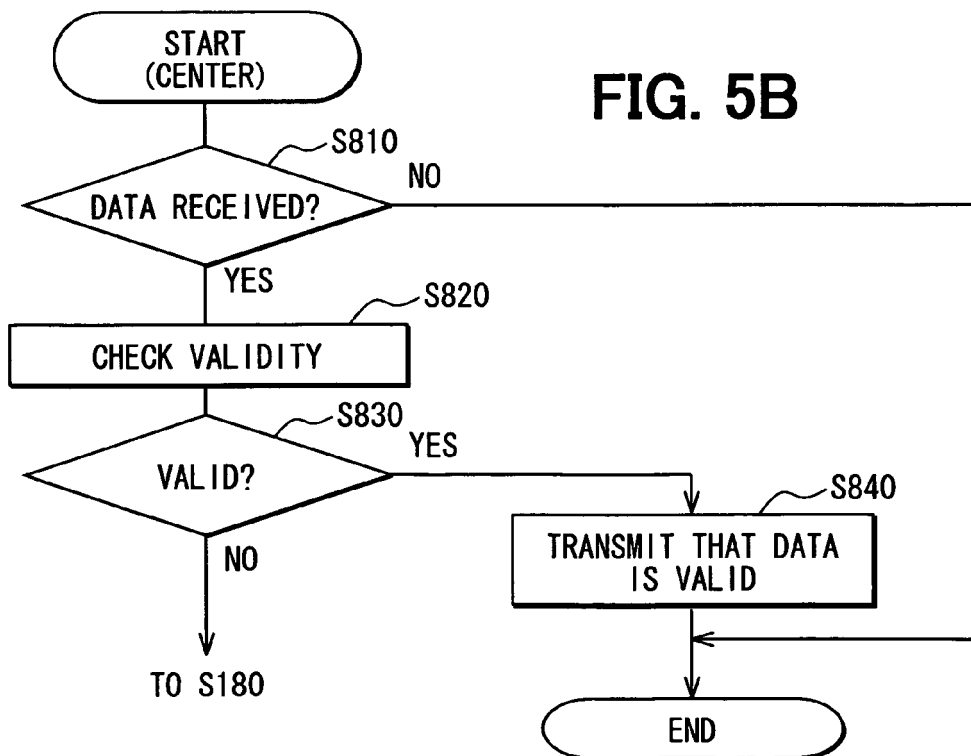 START
(CENTER)
FIG. 5B
S810
DATA RECEIVED?
NO
YES
S820
CHECK VALIDITY
S830
VALID?
YES
NO
S840
TRANSMIT THAT DATA
IS VALID
TO S180
END